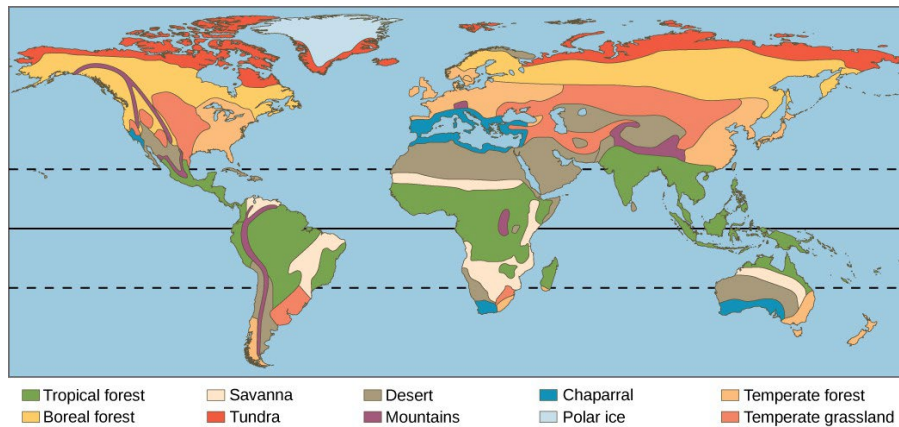 Tropical forest Savanna Desert Chaparral Temperate forest
Boreal forest Tundra Mountains Polar ice Temperate grassland